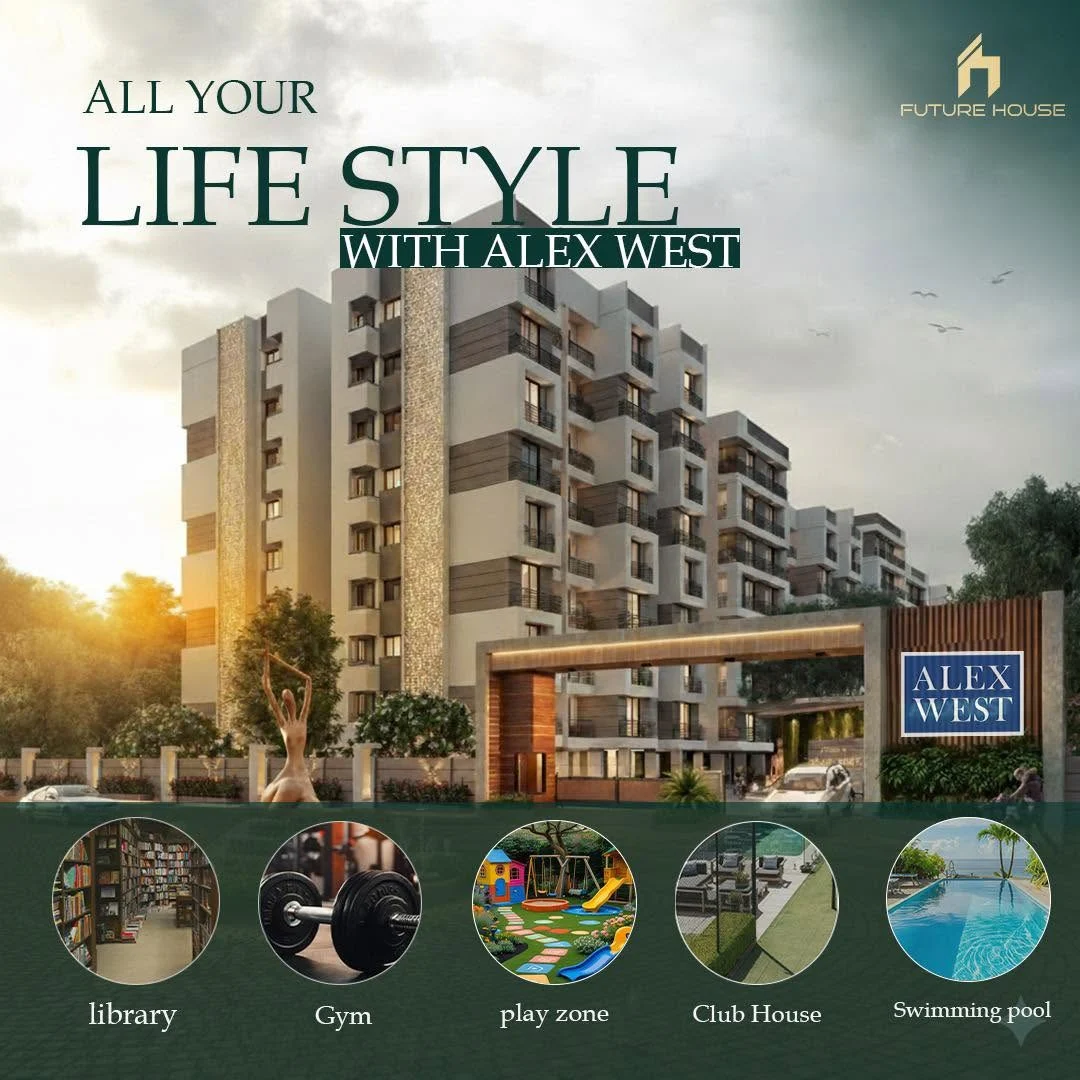 ALL YOUR
LIFE STYLE
WITH ALEX WEST
FUTURE HOUSE
ALEX
WEST
library
Gym
play zone
Club House
Swimming pool